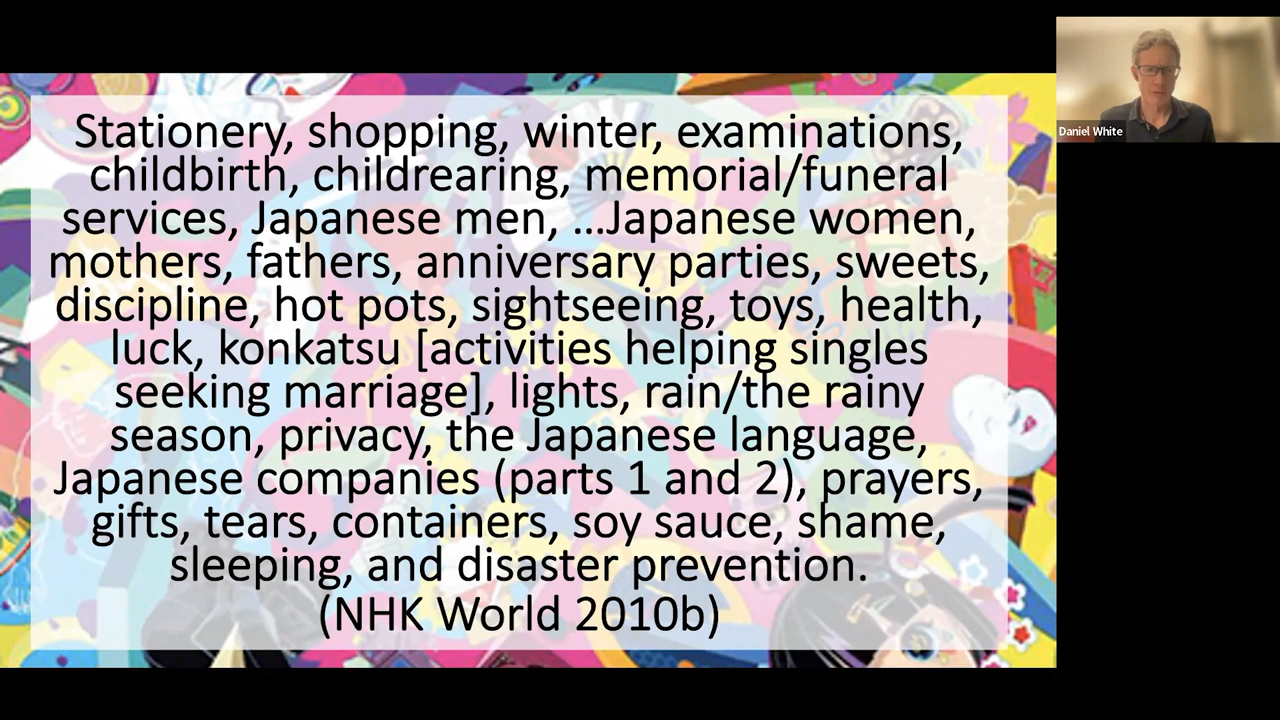 Stationery, shopping, winter, examinations,
childbirth, childrearing, memorial/funeral
services, Japanese men, ...Japanese women,
mothers, fathers, anniversary parties, sweets,
discipline, hot pots, sightseeing, toys, health,
luck, konkatsu [activities helping singles
seeking marriage], lights, rain/the rainy
season, privacy, the Japanese language,
Japanese companies (parts 1 and 2), prayers,
gifts, tears, containers, soy sauce, shame,
sleeping, and disaster prevention.
(NHK World 2010b)
Daniel White